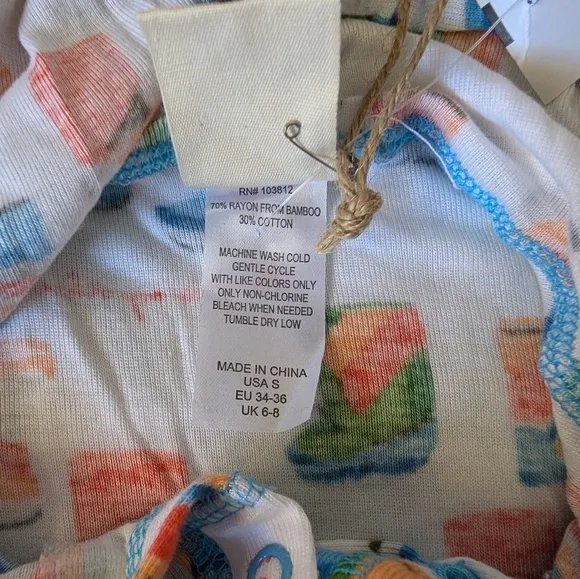 RN# 103812
70% RAYON FROM BAMBOO
30% COTTON
MACHINE WASH COLD
GENTLE CYCLE
WITH LIKE COLORS ONLY
ONLY NON-CHLORINE
BLEACH WHEN NEEDED
TUMBLE DRY LOW
MADE IN CHINA
USA S
EU 34-36
UK 6-8